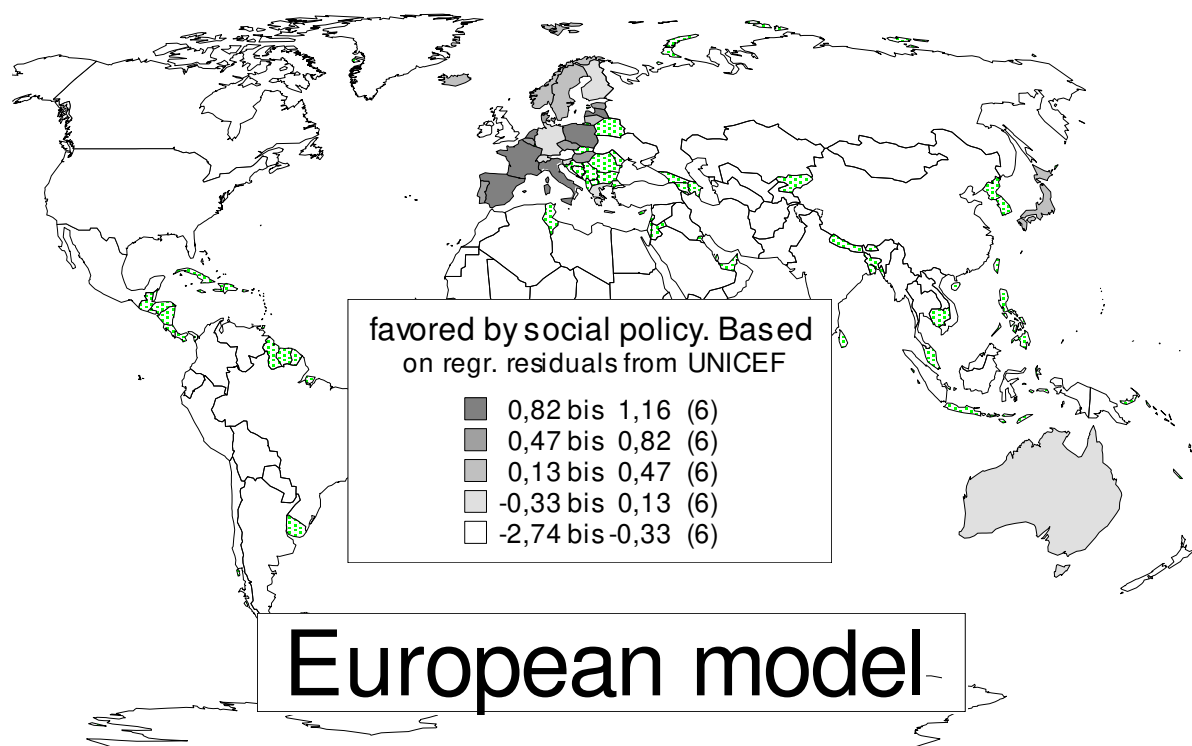 favored by social policy. Based
on regr. residuals from UNICEF
0,82 bis 1,16 (6)
0,47 bis 0,82 (6)
0,13 bis 0,47 (6)
-0,33 bis 0,13 (6)
-2,74 bis -0,33 (6)
European model